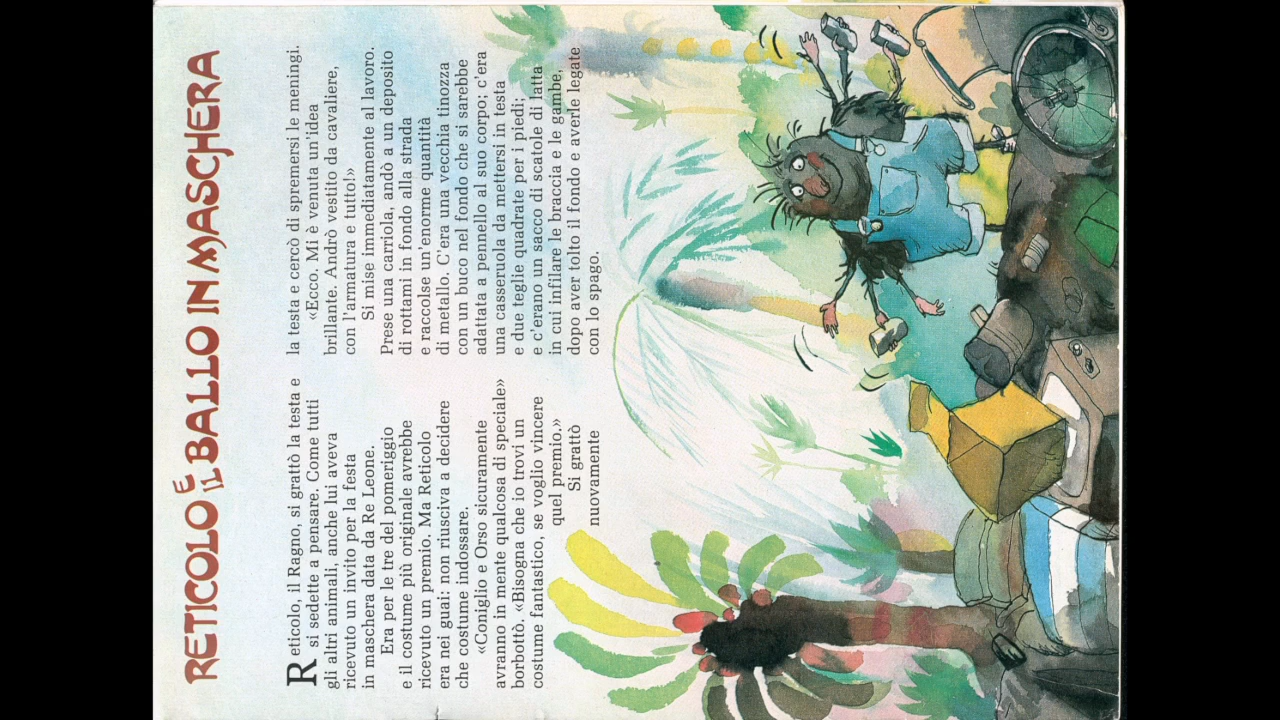 RETICOLO E IL BALLO IN MASCHERA
Reticolo, il Ragno, si grattò la testa e
si sedette a pensare. Come tutti
gli altri animali, anche lui aveva
ricevuto un invito per la festa
in maschera data da Re Leone.
Era per le tre del pomeriggio
e il costume più originale avrebbe
ricevuto un premio. Ma Reticolo
era nei guai: non riusciva a decidere
che costume indossare.
«Coniglio e Orso sicuramente
avranno in mente qualcosa di speciale»
borbottò. «Bisogna che io trovi un
costume fantastico, se voglio vincere
quel premio.»
Si grattò
nuovamente
la testa e cercò di spremersi le meningi.
«Ecco. Mi è venuta un'idea
brillante. Andrò vestito da cavaliere,
con l'armatura e tutto!»
Si mise immediatamente al lavoro.
Prese una carriola, andò a un deposito
di rottami in fondo alla strada
e raccolse un'enorme quantità
di metallo. C'era una vecchia tinozza
con un buco nel fondo che si sarebbe
adattata a pennello al suo corpo; c'era
una casseruola da mettersi in testa
e due teglie quadrate per i piedi;
e c'erano un sacco di scatole di latta
in cui infilare le braccia e le gambe,
dopo aver tolto il fondo e averle legate
con lo spago.